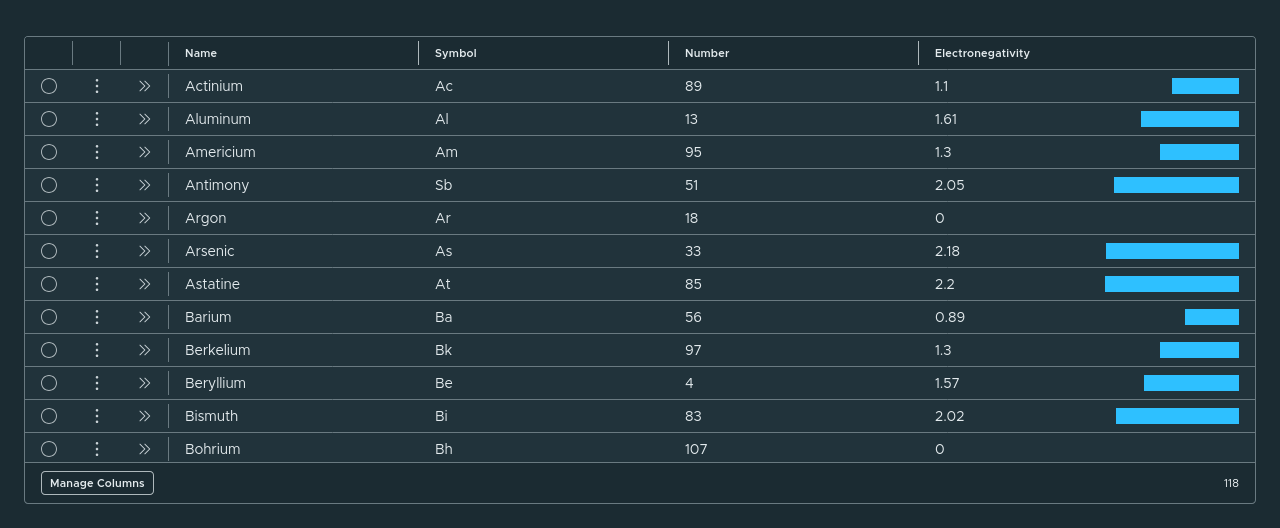 Name Symbol Number Electronegativity
Actinium Ac 89 1.1
Aluminum Al 13 1.61
Americium Am 95 1.3
Antimony Sb 51 2.05
Argon Ar 18 0
Arsenic As 33 2.18
Astatine At 85 2.2
Barium Ba 56 0.89
Berkelium Bk 97 1.3
Beryllium Be 4 1.57
Bismuth Bi 83 2.02
Bohrium Bh 107 0
Manage Columns 118